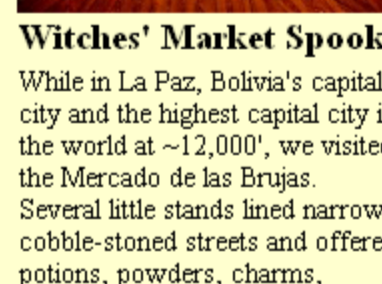 Witches' Market Spook
While in La Paz, Bolivia's capital
city and the highest capital city i
the world at ~12,000', we visite
the Mercado de las Brujas.
Several little stands lined narrow
cobble-stoned streets and offere
potions, powders, charms,